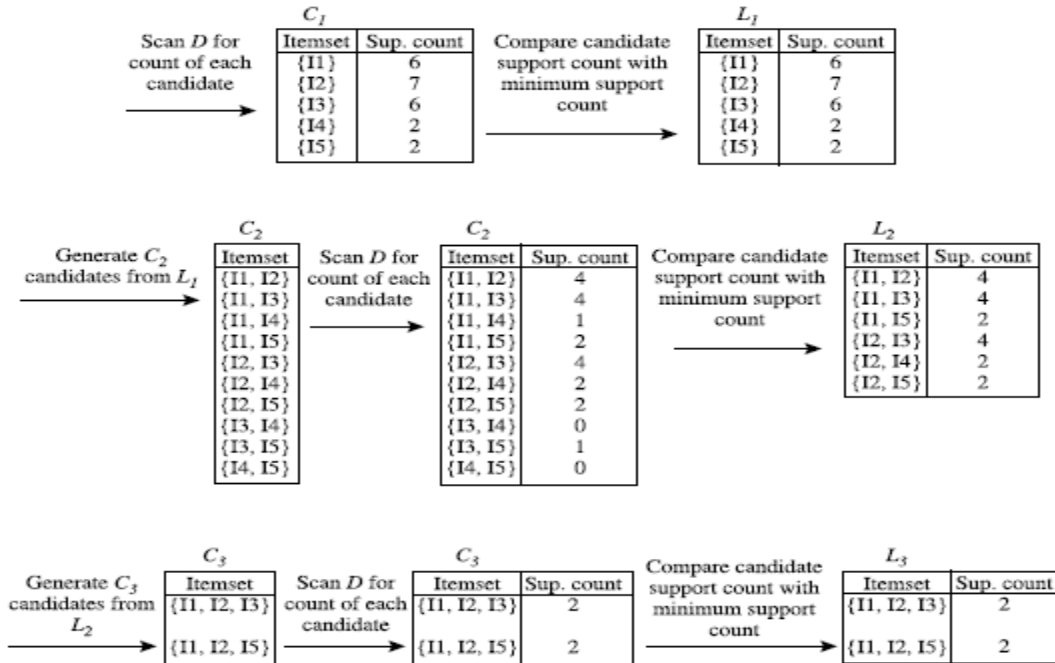 C1
L1
Scan D for
count of each
candidate
Itemset Sup. count
{I1} 6
{I2} 7
{I3} 6
{I4} 2
{I5} 2
Compare candidate
support count with
minimum support
count
Itemset Sup. count
{I1} 6
{I2} 7
{I3} 6
{I4} 2
{I5} 2
C2
C2
L2
Generate C2
candidates from L1
Itemset
{I1, I2}
{I1, I3}
{I1, I4}
{I1, I5}
{I2, I3}
{I2, I4}
{I2, I5}
{I3, I4}
{I3, I5}
{I4, I5}
Scan D for
count of each
candidate
Itemset Sup. count
{I1, I2} 4
{I1, I3} 4
{I1, I4} 1
{I1, I5} 2
{I2, I3} 4
{I2, I4} 2
{I2, I5} 2
{I3, I4} 0
{I3, I5} 1
{I4, I5} 0
Compare candidate
support count with
minimum support
count
Itemset Sup. count
{I1, I2} 4
{I1, I3} 4
{I1, I5} 2
{I2, I3} 4
{I2, I4} 2
{I2, I5} 2
C3
C3
L3
Generate C3
candidates from
L2
Itemset
{I1, I2, I3}
{I1, I2, I5}
Scan D for
count of each
candidate
Itemset Sup. count
{I1, I2, I3} 2
{I1, I2, I5} 2
Compare candidate
support count with
minimum support
count
Itemset Sup. count
{I1, I2, I3} 2
{I1, I2, I5} 2